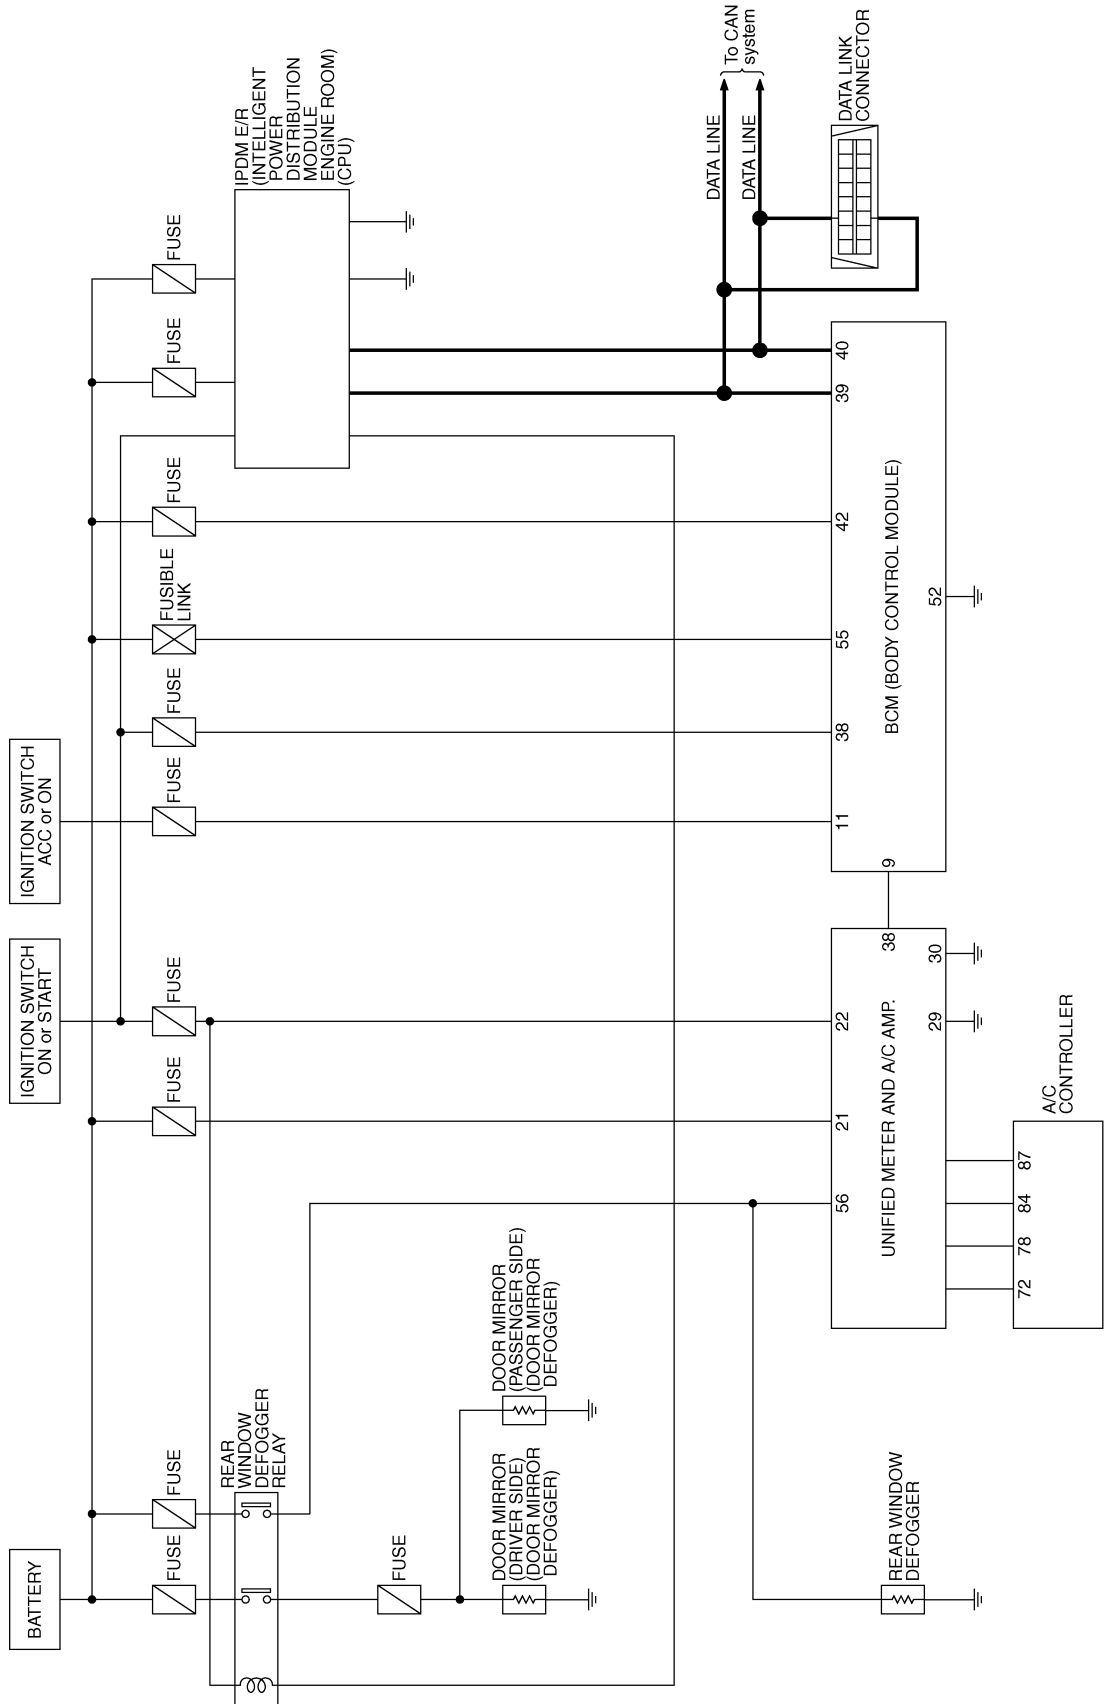 BATTERY
IGNITION SWITCH
ON or START
IGNITION SWITCH
ACC or ON
FUSE
FUSE
FUSE
FUSE
FUSE
FUSE
FUSIBLE
LINK
FUSE
FUSE
FUSE
REAR
WINDOW
DEFOGGER
RELAY
IPDM E/R
(INTELLIGENT
POWER
DISTRIBUTION
MODULE
ENGINE ROOM)
(CPU)
FUSE
DOOR MIRROR
(DRIVER SIDE)
(DOOR MIRROR
DEFOGGER)
DOOR MIRROR
(PASSENGER SIDE)
(DOOR MIRROR
DEFOGGER)
DATA LINE
DATA LINE
To CAN
system
56
21
22
11
38
55
42
39
40
DATA LINK
CONNECTOR
UNIFIED METER AND A/C AMP.
38
9
BCM (BODY CONTROL MODULE)
REAR WINDOW
DEFOGGER
29
30
52
72
78
84
87
A/C
CONTROLLER